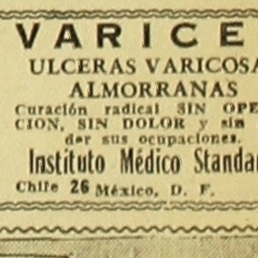 VARICE
ULCERAS VARICOSA
ALMORRANAS
Curación radical SIN OPE
CION, SIN DOLOR y sin
der sus ocupaciones.
Instituto Médico Standa
Chile 26 México, D. F.